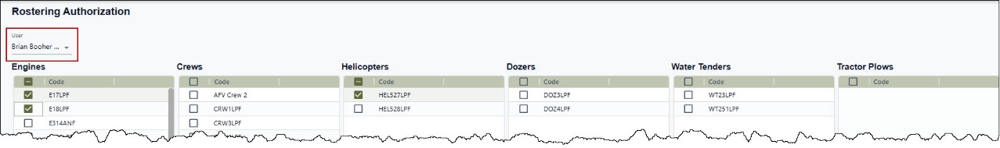 Rostering Authorization
User
Brian Booher ...
Engines Crews Helicopters Dozers Water Tenders Tractor Plows
Code Code Code Code Code Code
E17LPF AFV Crew 2 HEL527LPF DOZ3LPF WT23LPF
E18LPF CRW1LPF HEL528LPF DOZ4LPF WT251LPF
E314ANF CRW3LPF